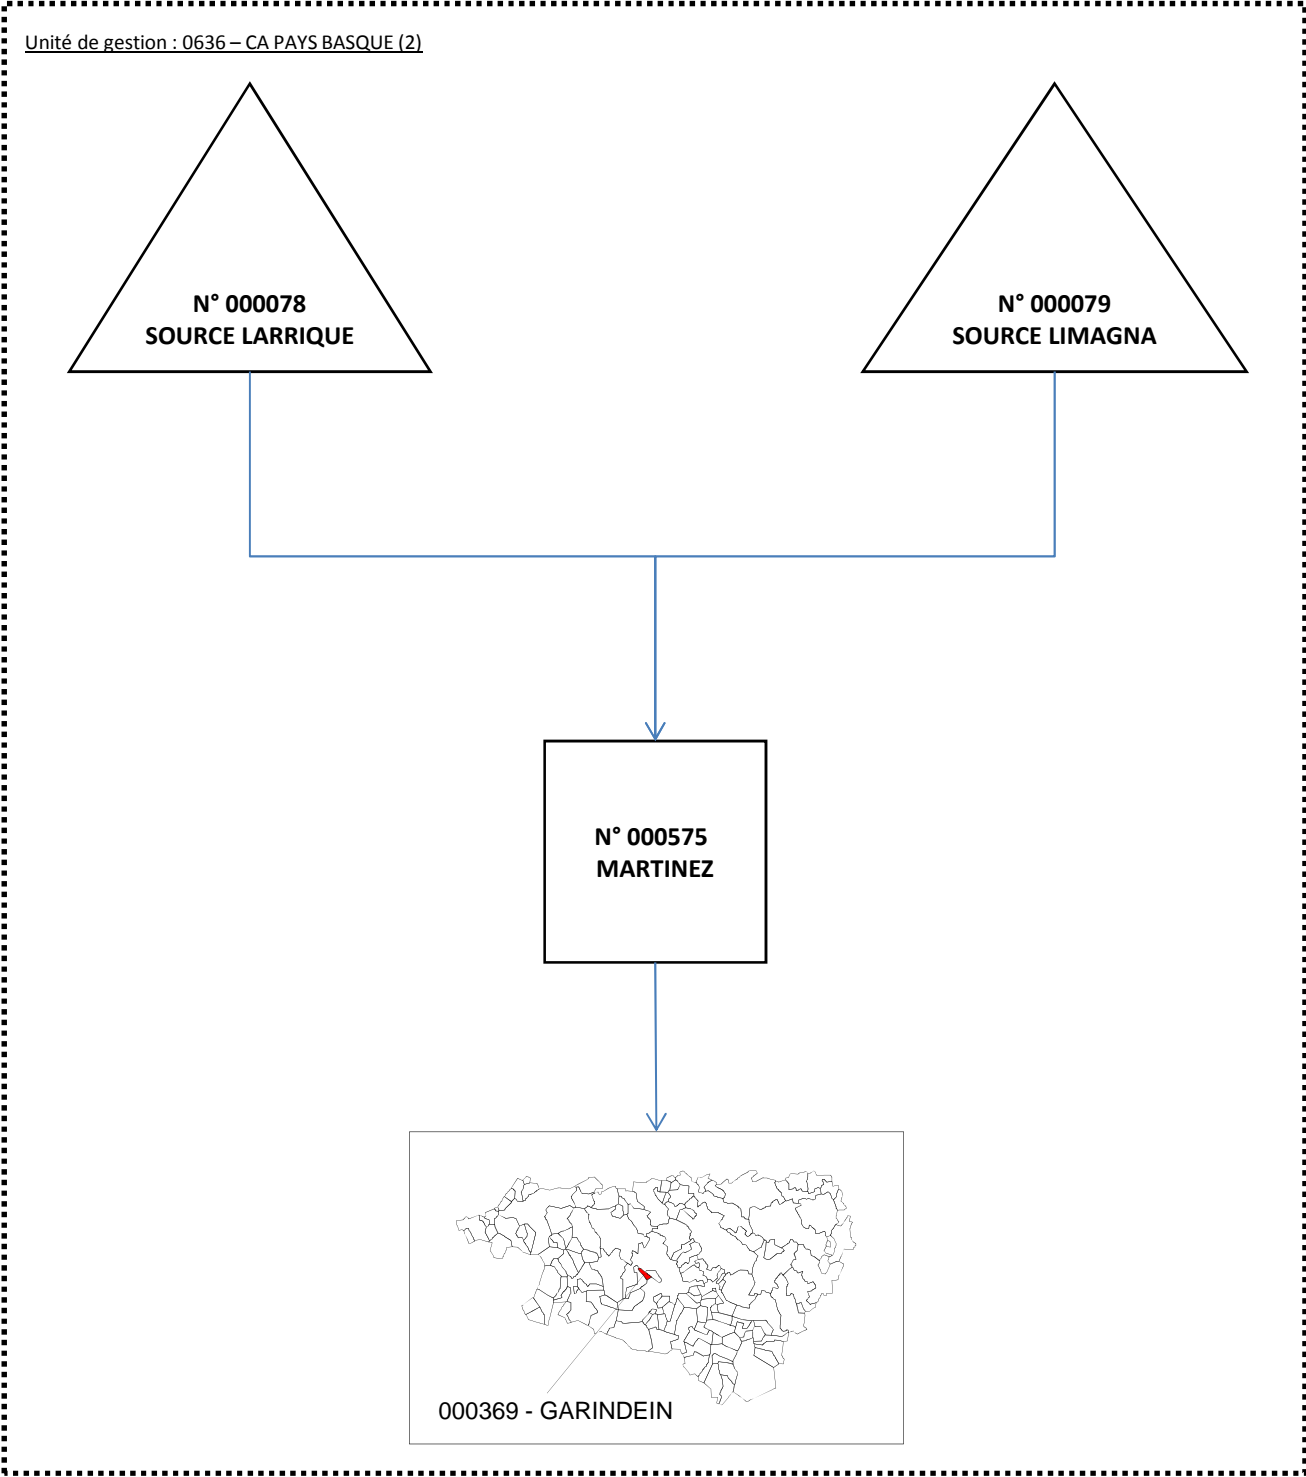 Unité de gestion : 0636 – CA PAYS BASQUE (2)
N° 000078
SOURCE LARRIQUE
N° 000079
SOURCE LIMAGNA
N° 000575
MARTINEZ
000369 - GARINDEIN